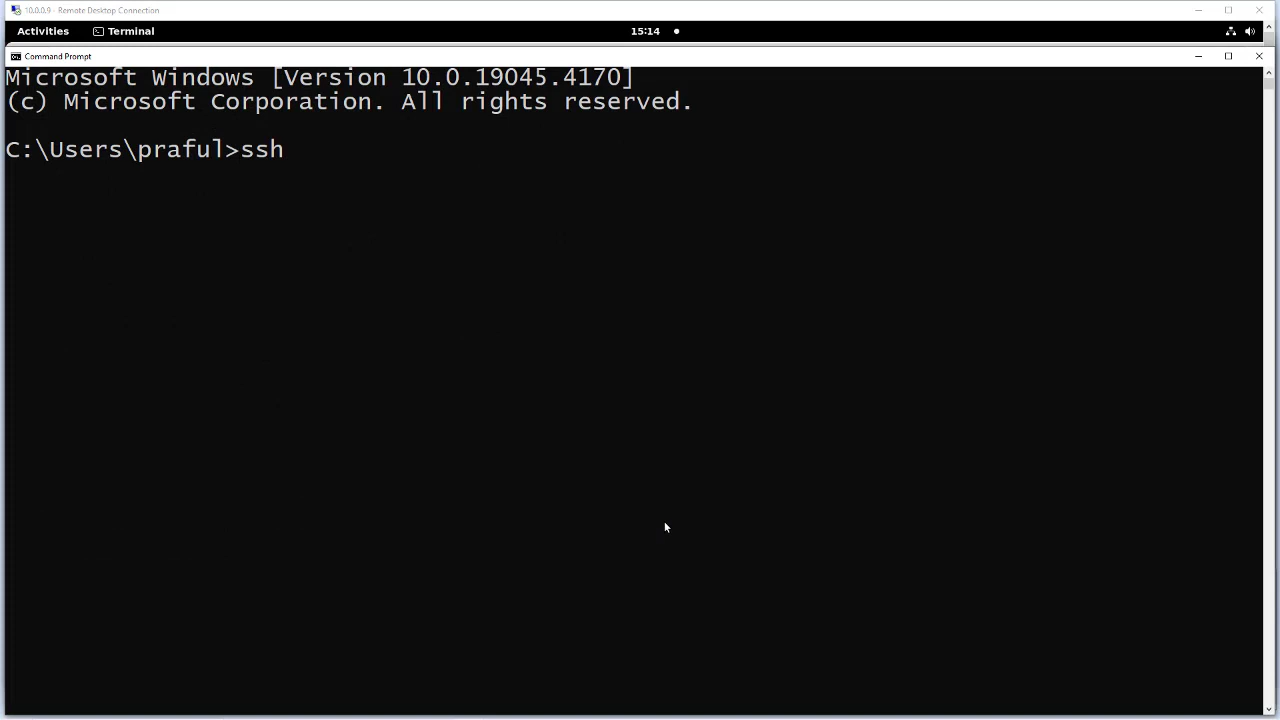 10.0.0.9 - Remote Desktop Connection
Activities Terminal 15:14
Command Prompt
Microsoft Windows [Version 10.0.19045.4170]
(c) Microsoft Corporation. All rights reserved.
C:\Users\praful>ssh